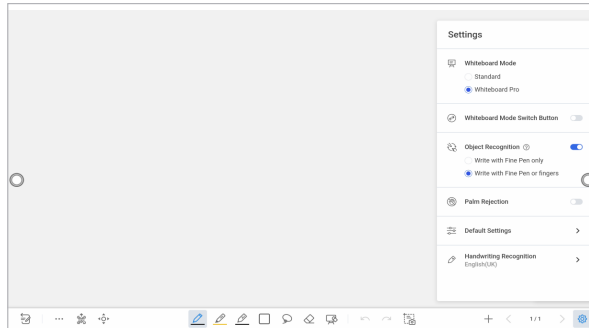 Settings
Whiteboard Mode
Standard
Whiteboard Pro
Whiteboard Mode Switch Button
Object Recognition
Write with Fine Pen only
Write with Fine Pen or fingers
Palm Rejection
Default Settings
Handwriting Recognition
English(UK)
1 / 1